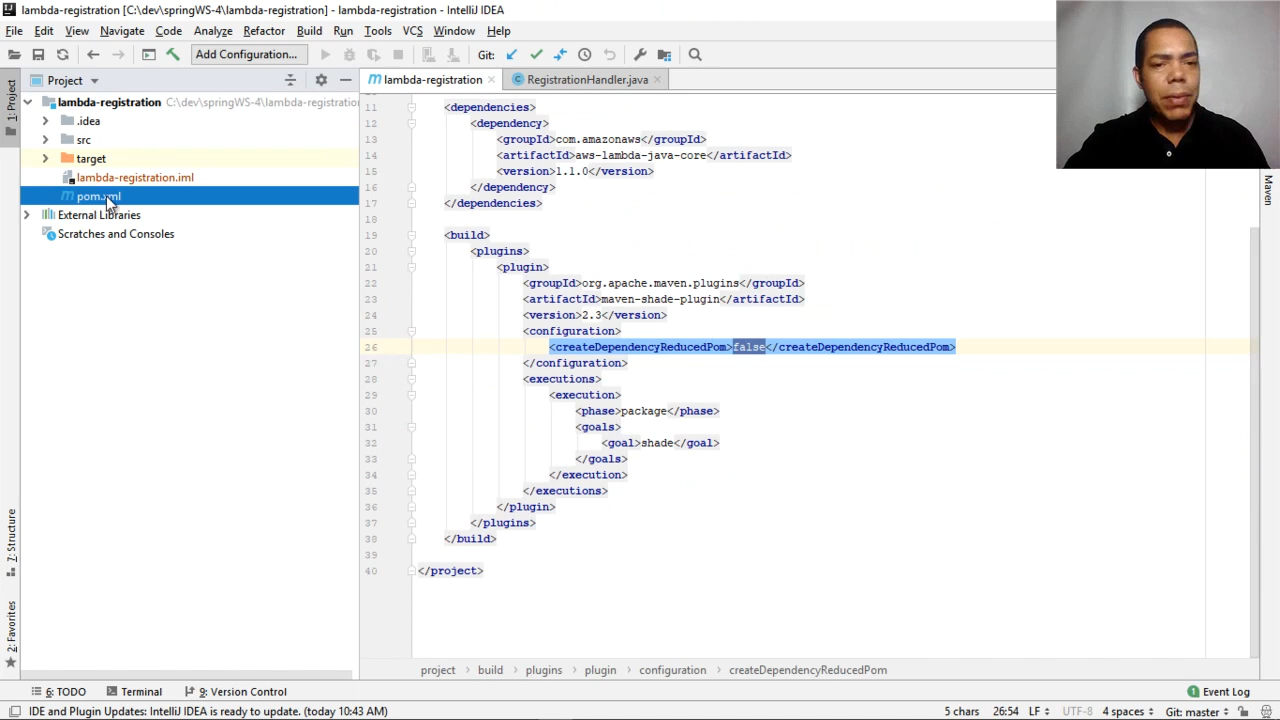 lambda-registration [C:\dev\springWS-4\lambda-registration] - lambda-registration - IntelliJ IDEA
File Edit View Navigate Code Analyze Refactor Build Run Tools VCS Window Help
Add Configuration... Git:
1: Project
Project
lambda-registration C:\dev\springWS-4\lambda-registration
.idea
src
target
lambda-registration.iml
pom.xml
External Libraries
Scratches and Consoles
7: Structure
2: Favorites
lambda-registration RegistrationHandler.java
11 <dependencies>
12 <dependency>
13 <groupId>com.amazonaws</groupId>
14 <artifactId>aws-lambda-java-core</artifactId>
15 <version>1.1.0</version>
16 </dependency>
17 </dependencies>
18
19 <build>
20 <plugins>
21 <plugin>
22 <groupId>org.apache.maven.plugins</groupId>
23 <artifactId>maven-shade-plugin</artifactId>
24 <version>2.3</version>
25 <configuration>
26 <createDependencyReducedPom>false</createDependencyReducedPom>
27 </configuration>
28 <executions>
29 <execution>
30 <phase>package</phase>
31 <goals>
32 <goal>shade</goal>
33 </goals>
34 </execution>
35 </executions>
36 </plugin>
37 </plugins>
38 </build>
39
40 </project>
Maven
project build plugins plugin configuration createDependencyReducedPom
6: TODO Terminal 9: Version Control 1 Event Log
IDE and Plugin Updates: IntelliJ IDEA is ready to update. (today 10:43 AM) 5 chars 26:54 LF UTF-8 4 spaces Git: master